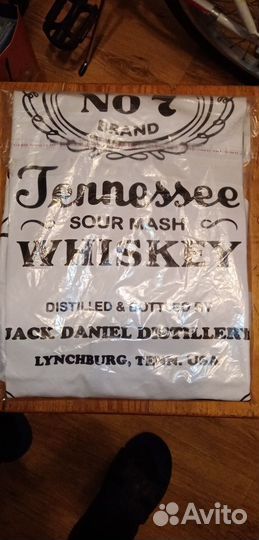 No 7
BRAND
Tennessee
SOUR MASH
WHISKEY
DISTILLED & BOTTLED BY
JACK DANIEL DISTILLERY
LYNCHBURG, TENN. USA
Avito